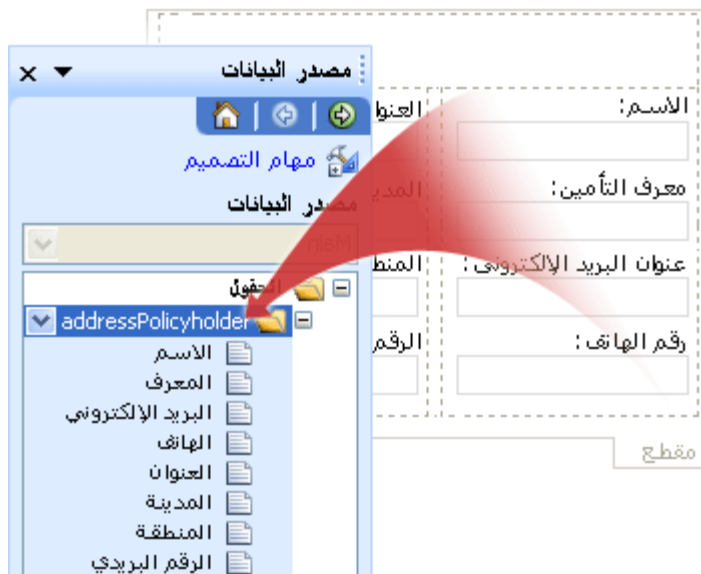 مصدر البيانات
مهام التصميم
مصدر البيانات
الحقول
addressPolicyholder
الاسم
المعرف
البريد الإلكتروني
الهاتف
العنوان
المدينة
المنطقة
الرقم البريدي
الاسم:
معرف التأمين:
عنوان البريد الإلكتروني:
رقم الهاتف:
مقطع